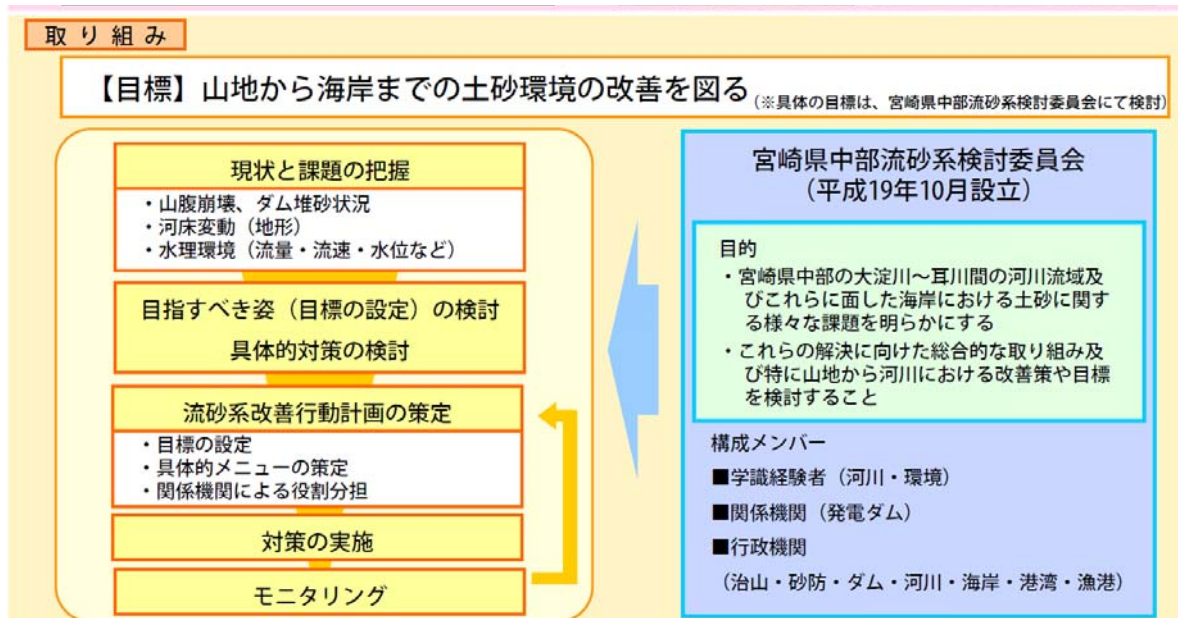 取り組み
【目標】山地から海岸までの土砂環境の改善を図る(※具体の目標は、宮崎県中部流砂系検討委員会にて検討)
現状と課題の把握
・山腹崩壊、ダム堆砂状況
・河床変動（地形）
・水理環境（流量・流速・水位など）
目指すべき姿（目標の設定）の検討
具体的対策の検討
流砂系改善行動計画の策定
・目標の設定
・具体的メニューの策定
・関係機関による役割分担
対策の実施
モニタリング
宮崎県中部流砂系検討委員会
（平成19年10月設立）
目的
・宮崎県中部の大淀川～耳川間の河川流域及
びこれらに面した海岸における土砂に関す
る様々な課題を明らかにする
・これらの解決に向けた総合的な取り組み及
び特に山地から河川における改善策や目標
を検討すること
構成メンバー
■学識経験者（河川・環境）
■関係機関（発電ダム）
■行政機関
（治山・砂防・ダム・河川・海岸・港湾・漁港）